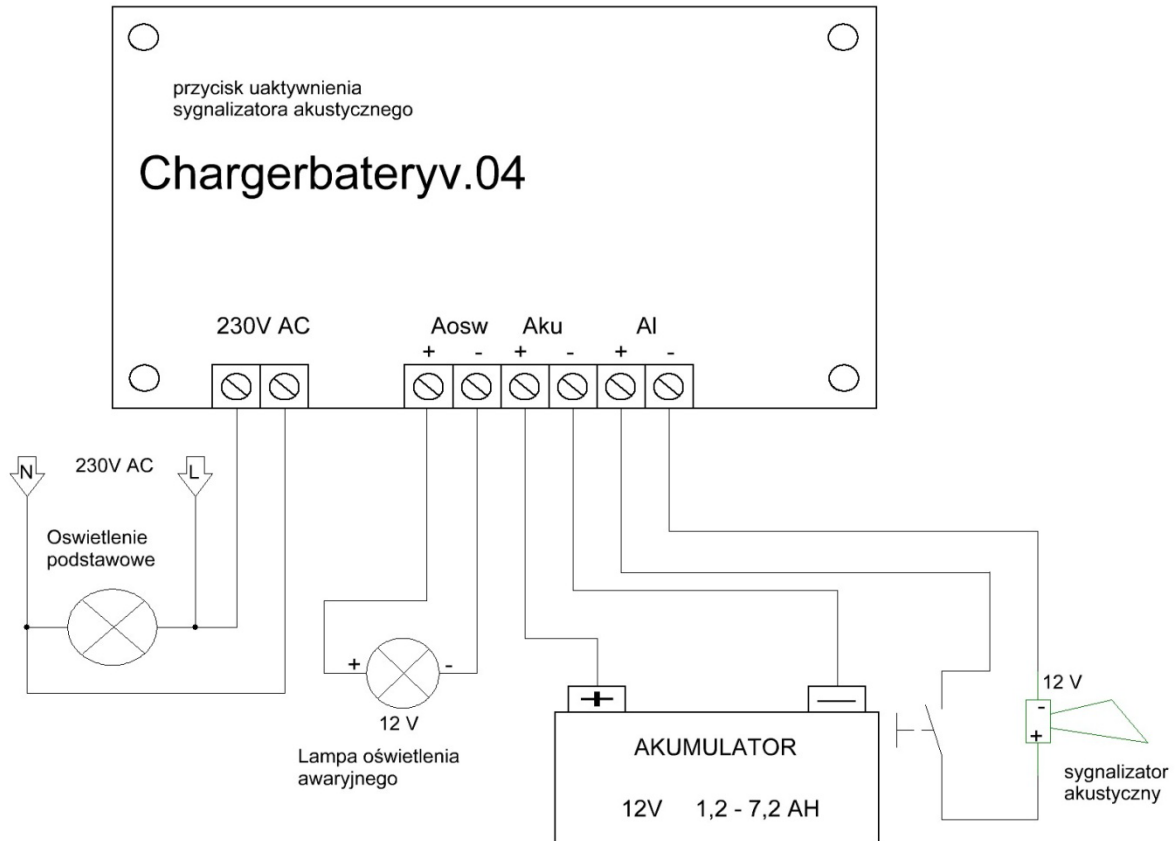 przycisk uaktywnienia
sygnalizatora akustycznego
Chargerbateryv.04
230V AC
Aosw Aku Al
+ - + - + -
N 230V AC L
Oswietlenie
podstawowe
+ -
12 V
Lampa oświetlenia
awaryjnego
+ —
AKUMULATOR
12V 1,2 - 7,2 AH
12 V
-
+
sygnalizator
akustyczny